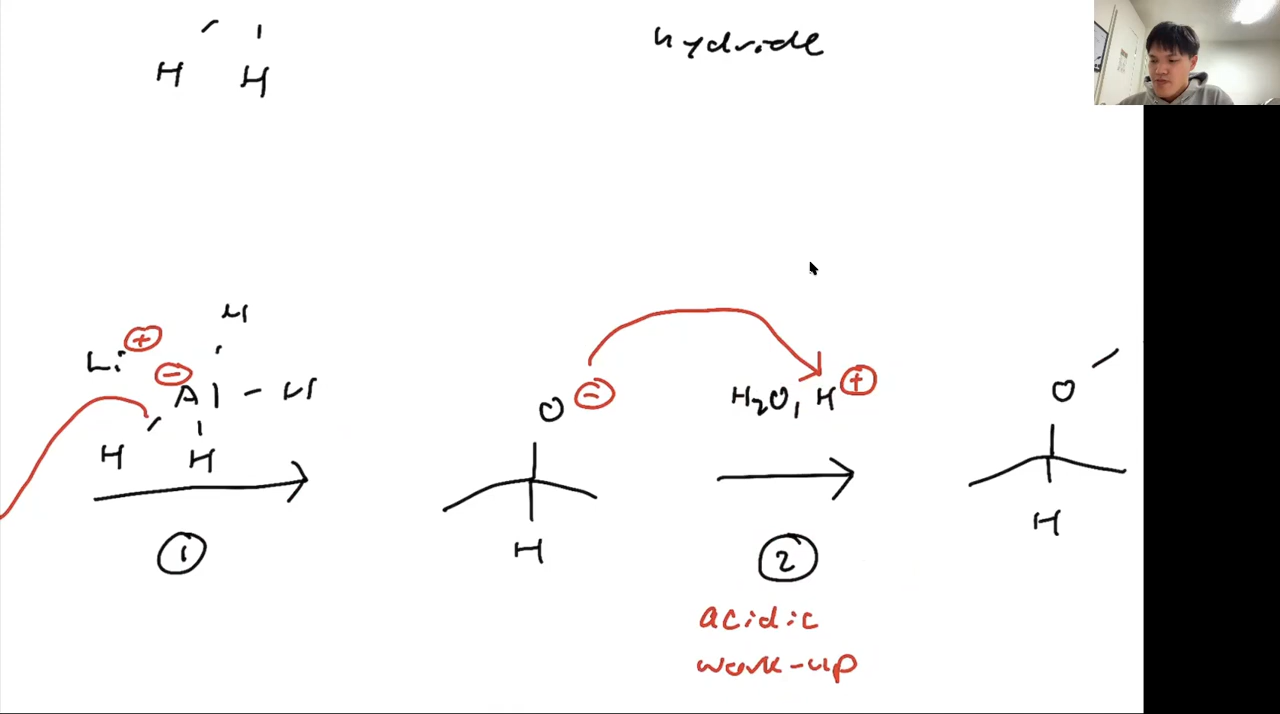 hydride
H H
H
Li ⊕
⊖
Al - H
H H
①
O ⊖
H
H₂O, H ⊕
②
acidic
work-up
O
H